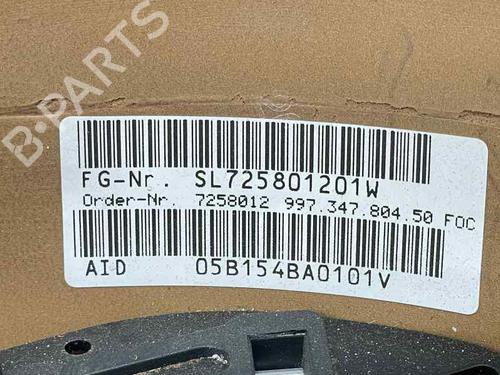 B-PARTS
FG-Nr. SL725801201W
Order-Nr. 7258012 997.347.804.50 FOC
AID 05B154BA0101V